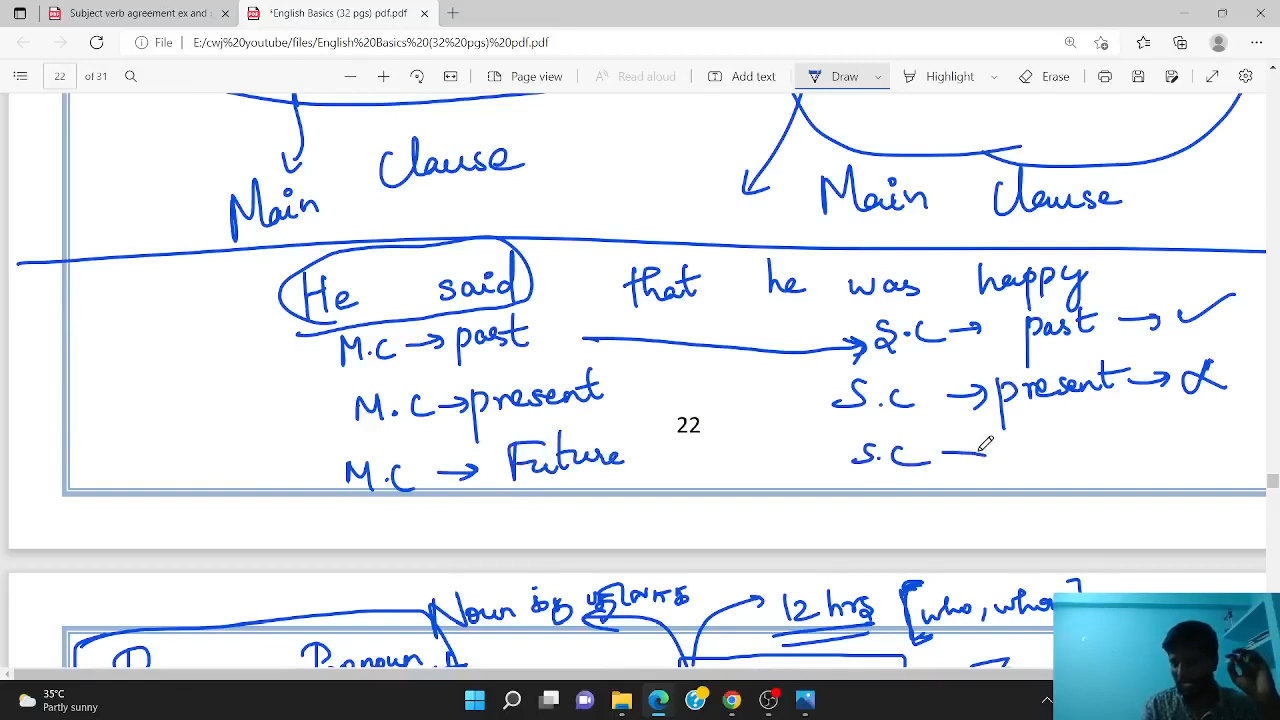 Subject verb agreement ex and
*English Basics (32 pgs) pdf.pdf
File E:/cwj%20youtube/files/English%20Basics%20(32%20pgs)%20pdf.pdf
22 of 31 Page view Read aloud Add text Draw Highlight Erase
Clause
Main Main Clause
He said that he was happy
M.C → past S.C → past → ✓
M.C → present S.C → present →
M.C → Future S.C —
22
Noun 12 hrs [who,
Pronoun
35°C
Partly sunny